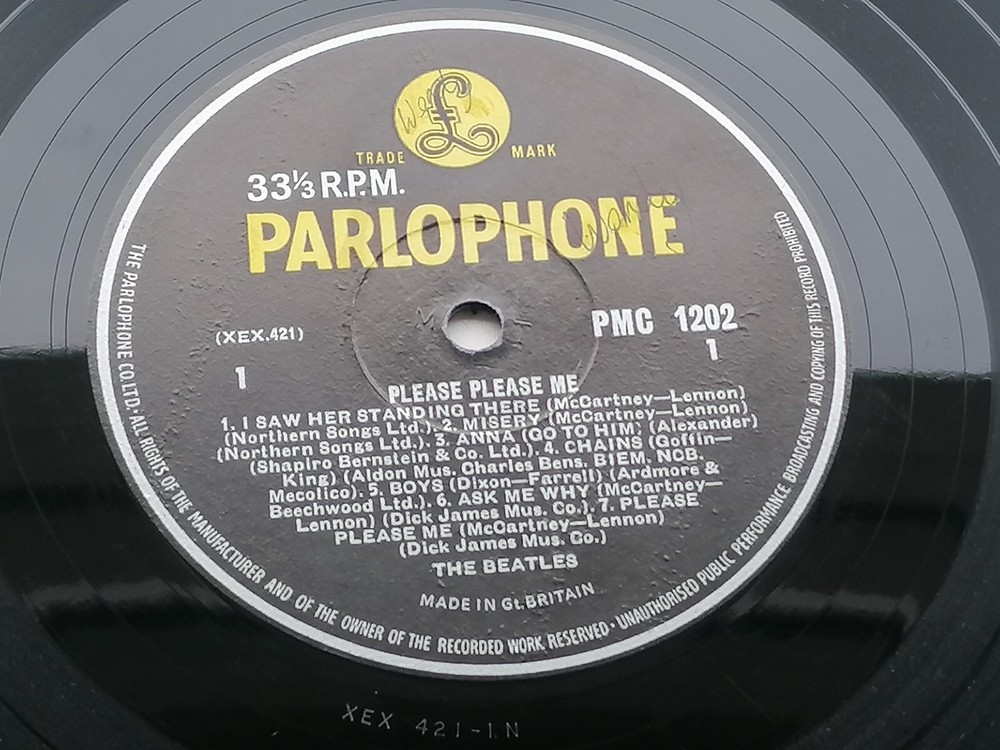 Wendy
£
TRADE MARK
33⅓ R.P.M.
PARLOPHONE
(XEX.421)
PMC 1202
1
1
PLEASE PLEASE ME
1. I SAW HER STANDING THERE (McCartney—Lennon)
(Northern Songs Ltd.). 2. MISERY (McCartney—Lennon)
(Northern Songs Ltd.). 3. ANNA (GO TO HIM) (Alexander)
(Shapiro Bernstein & Co. Ltd.). 4. CHAINS (Goffin—
King) (Aldon Mus. Charles Bens. BIEM. NCB.
Mecolico). 5. BOYS (Dixon—Farrell) (Ardmore &
Beechwood Ltd.). 6. ASK ME WHY (McCartney—
Lennon) (Dick James Mus. Co.). 7. PLEASE
PLEASE ME (McCartney—Lennon)
(Dick James Mus. Co.)
THE BEATLES
MADE IN Gt. BRITAIN
THE PARLOPHONE CO. LTD. · ALL RIGHTS OF THE MANUFACTURER AND OF THE OWNER OF THE RECORDED WORK RESERVED · UNAUTHORISED PUBLIC PERFORMANCE BROADCASTING AND COPYING OF THIS RECORD PROHIBITED
XEX 421-1N